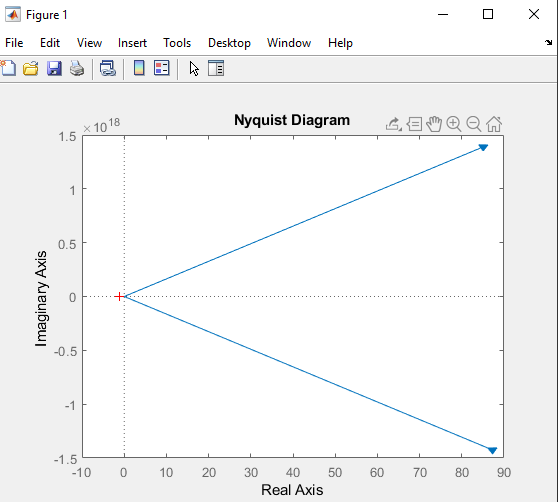 Figure 1
File Edit View Insert Tools Desktop Window Help
Nyquist Diagram
×10^18
1.5
1
0.5
0
-0.5
-1
-1.5
Imaginary Axis
-10 0 10 20 30 40 50 60 70 80 90
Real Axis